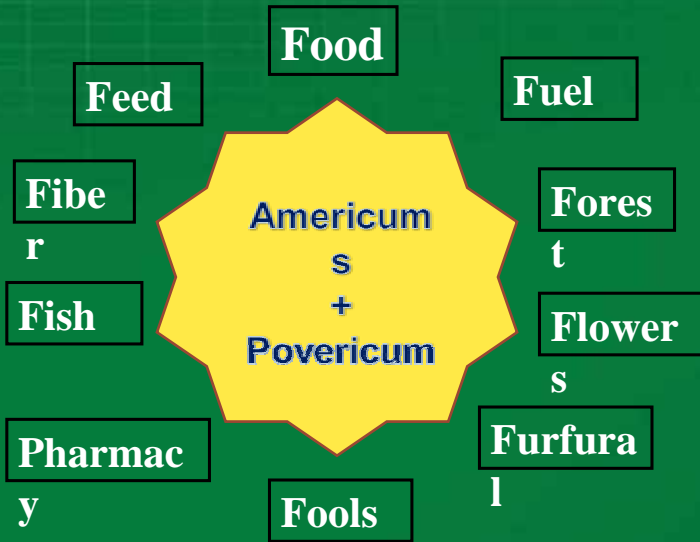 Food
Feed
Fuel
Fibe
r
Americum
s
+
Povericum
Fores
t
Fish
Flower
s
Pharmac
y
Furfura
l
Fools